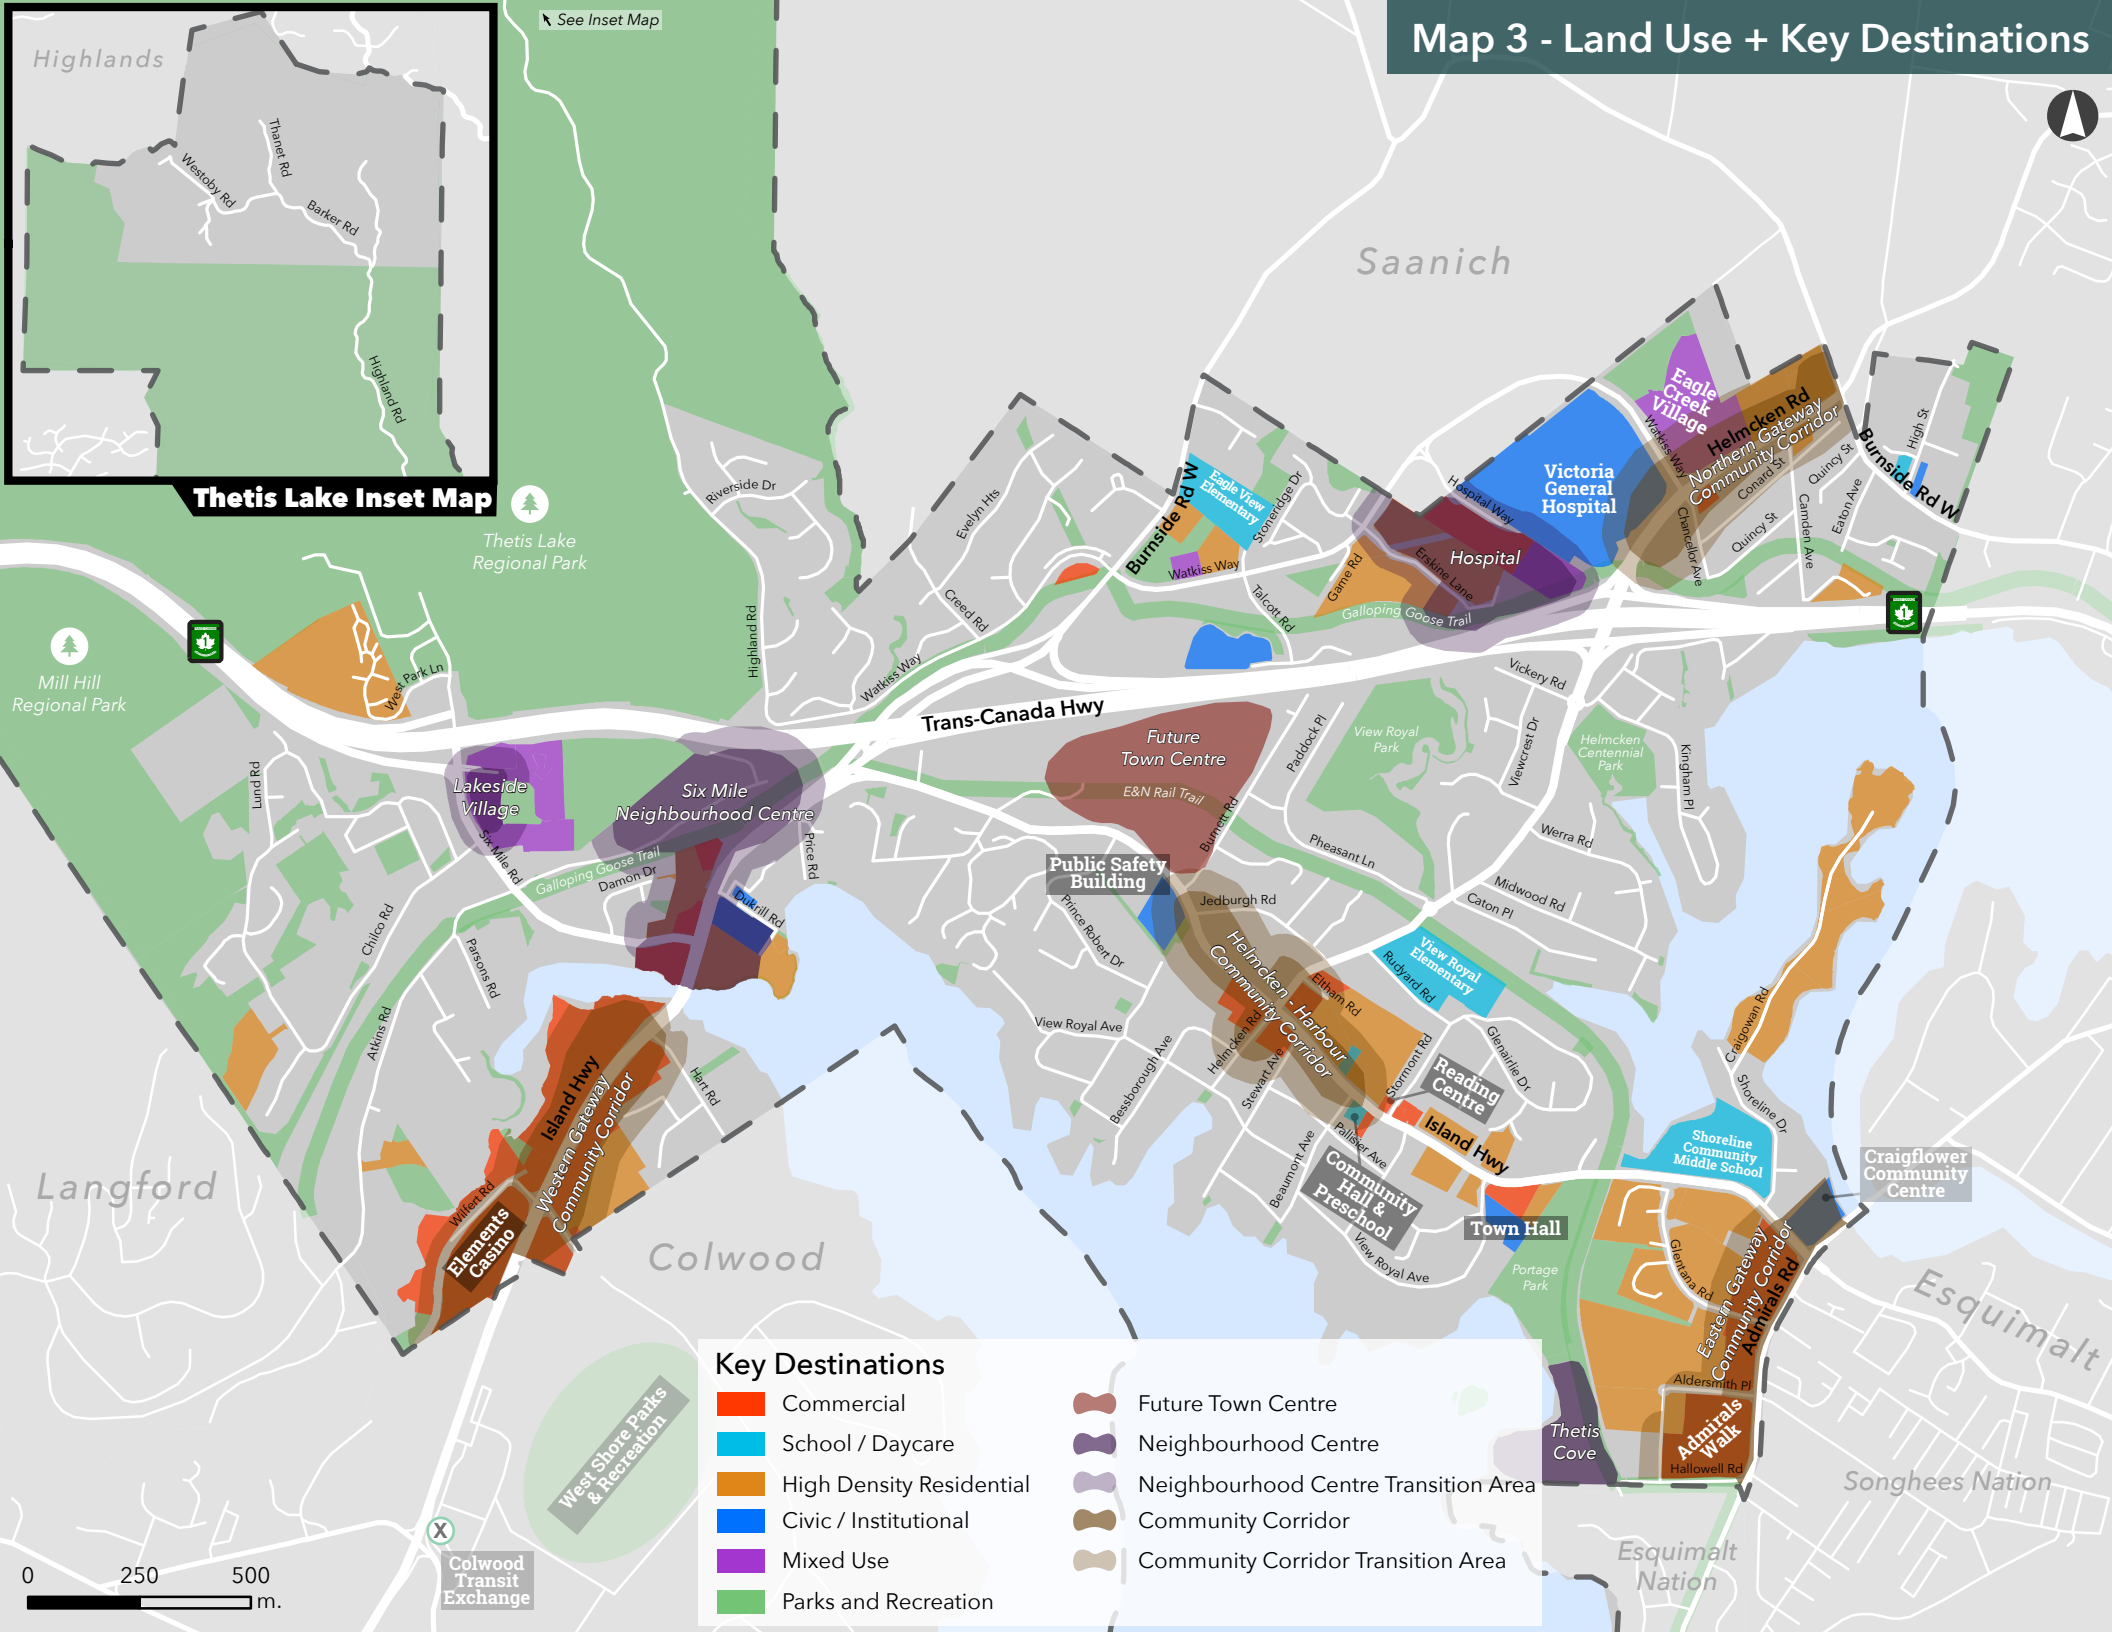 Map 3 - Land Use + Key Destinations
See Inset Map
Highlands
Thanet Rd
Westoby Rd
Barker Rd
Highland Rd
Thetis Lake Inset Map
Thetis Lake
Regional Park
Saanich
Mill Hill
Regional Park
1
West Park Ln
Riverside Dr
Highland Rd
Evelyn Hts
Creed Rd
Watkiss Way
Burnside Rd W
Eagle View
Elementary
Stoneridge Dr
Watkiss Way
Talcott Rd
Game Rd
Erskine Lane
Hospital Way
Hospital
Galloping Goose Trail
Victoria
General
Hospital
Eagle
Creek
Village
Watkiss Way
Helmcken Rd
Northern Gateway
Community Corridor
Conard St
Quincy St
Quincy St
Chancellor Ave
Camden Ave
Eaton Ave
High St
Burnside Rd W
1
Trans-Canada Hwy
Vickery Rd
Viewcrest Dr
Helmcken
Centennial
Park
Kingham Pl
View Royal
Park
Paddock Pl
Future
Town Centre
E&N Rail Trail
Burnett Rd
Pheasant Ln
Werra Rd
Midwood Rd
Caton Pl
Lund Rd
Lakeside
Village
Six Mile
Neighbourhood Centre
Six Mile Rd
Galloping Goose Trail
Damon Dr
Price Rd
Dukrill Rd
Chilco Rd
Parsons Rd
Atkins Rd
Public Safety
Building
Prince Robert Dr
Jedburgh Rd
Helmcken - Harbour
Community Corridor
View Royal
Elementary
Rudyard Rd
Eltham Rd
Helmcken Rd
View Royal Ave
Bessborough Ave
Stewart Ave
Stormont Rd
Glenairlie Dr
Reading
Centre
Island Hwy
Pallisier Ave
Beaumont Ave
Community
Hall &
Preschool
View Royal Ave
Town Hall
Craigowan Rd
Shoreline Dr
Shoreline
Community
Middle School
Craigflower
Community
Centre
Portage
Park
Glentana Rd
Eastern Gateway
Community Corridor
Admirals Rd
Aldersmith Pl
Admirals
Walk
Hallowell Rd
Thetis
Cove
Island Hwy
Western Gateway
Community Corridor
Hart Rd
Wilfert Rd
Elements
Casino
Langford
Colwood
Esquimalt
Songhees Nation
Esquimalt
Nation
West Shore Parks
& Recreation
X
Colwood
Transit
Exchange
0 250 500
m.
Key Destinations
Commercial
School / Daycare
High Density Residential
Civic / Institutional
Mixed Use
Parks and Recreation
Future Town Centre
Neighbourhood Centre
Neighbourhood Centre Transition Area
Community Corridor
Community Corridor Transition Area